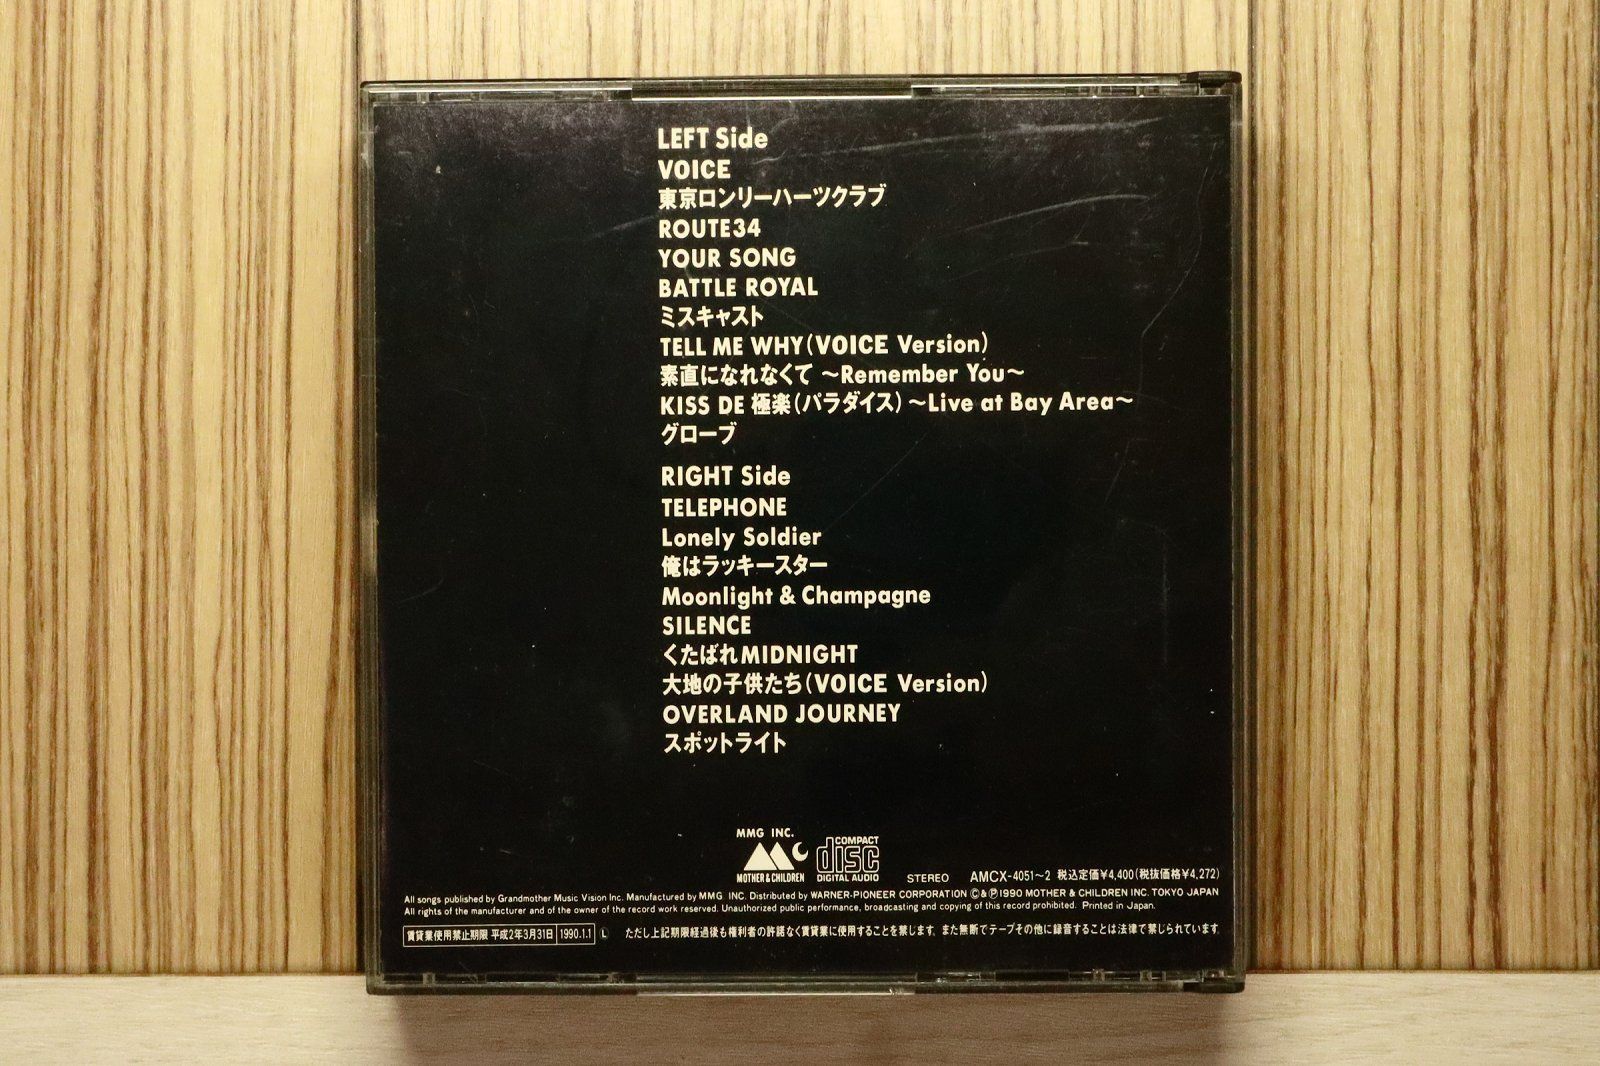 LEFT Side
VOICE
東京ロンリーハーツクラブ
ROUTE34
YOUR SONG
BATTLE ROYAL
ミスキャスト
TELL ME WHY(VOICE Version)
素直になれなくて ～Remember You～
KISS DE 極楽(パラダイス)～Live at Bay Area～
グローブ
RIGHT Side
TELEPHONE
Lonely Soldier
俺はラッキースター
Moonlight & Champagne
SILENCE
くたばれMIDNIGHT
大地の子供たち(VOICE Version)
OVERLAND JOURNEY
スポットライト
MMG INC.
MOTHER & CHILDREN
COMPACT
disc
DIGITAL AUDIO
STEREO AMCX-4051~2 税込定価¥4,400(税抜価格¥4,272)
All songs published by Grandmother Music Vision Inc. Manufactured by MMG INC. Distributed by WARNER-PIONEER CORPORATION ©&℗1990 MOTHER & CHILDREN INC. TOKYO JAPAN
All rights of the manufacturer and of the owner of the record work reserved. Unauthorized public performance, broadcasting and copying of this record prohibited. Printed in Japan.
賃貸業使用禁止期限 平成2年3月31日 1990.1.1 Ⓛ ただし上記期限経過後も権利者の許諾なく賃貸業に使用することを禁します. また無断でテープその他に録音することは法律で禁じられています.